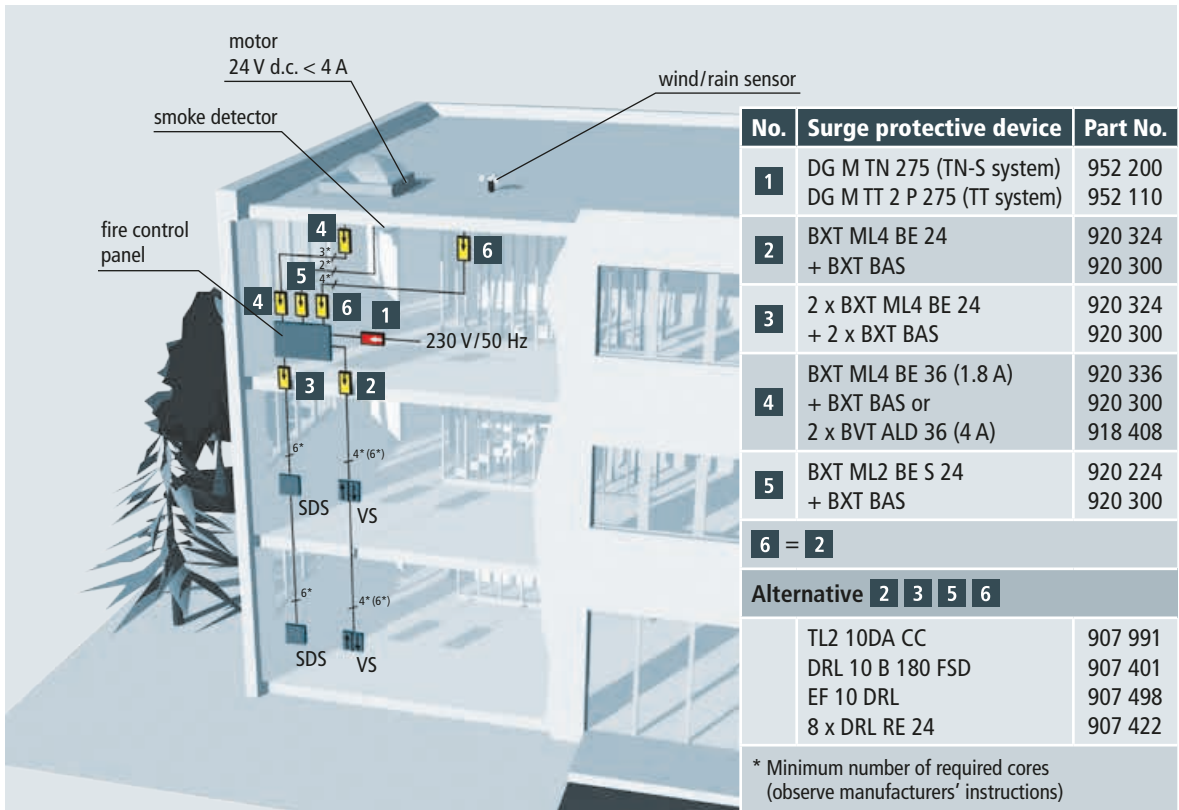 motor
24 V d.c. < 4 A
wind/rain sensor
smoke detector
fire control
panel
4
3*
2*
5
4*
6
4
6
1
230 V/50 Hz
3
2
6*
4* (6*)
SDS
VS
6*
4* (6*)
SDS
VS
No. Surge protective device Part No.
1
DG M TN 275 (TN-S system) 952 200
DG M TT 2 P 275 (TT system) 952 110
2
BXT ML4 BE 24 920 324
+ BXT BAS 920 300
3
2 x BXT ML4 BE 24 920 324
+ 2 x BXT BAS 920 300
4
BXT ML4 BE 36 (1.8 A) 920 336
+ BXT BAS or 920 300
2 x BVT ALD 36 (4 A) 918 408
5
BXT ML2 BE S 24 920 224
+ BXT BAS 920 300
6 = 2
Alternative 2 3 5 6
TL2 10DA CC 907 991
DRL 10 B 180 FSD 907 401
EF 10 DRL 907 498
8 x DRL RE 24 907 422
* Minimum number of required cores
(observe manufacturers' instructions)